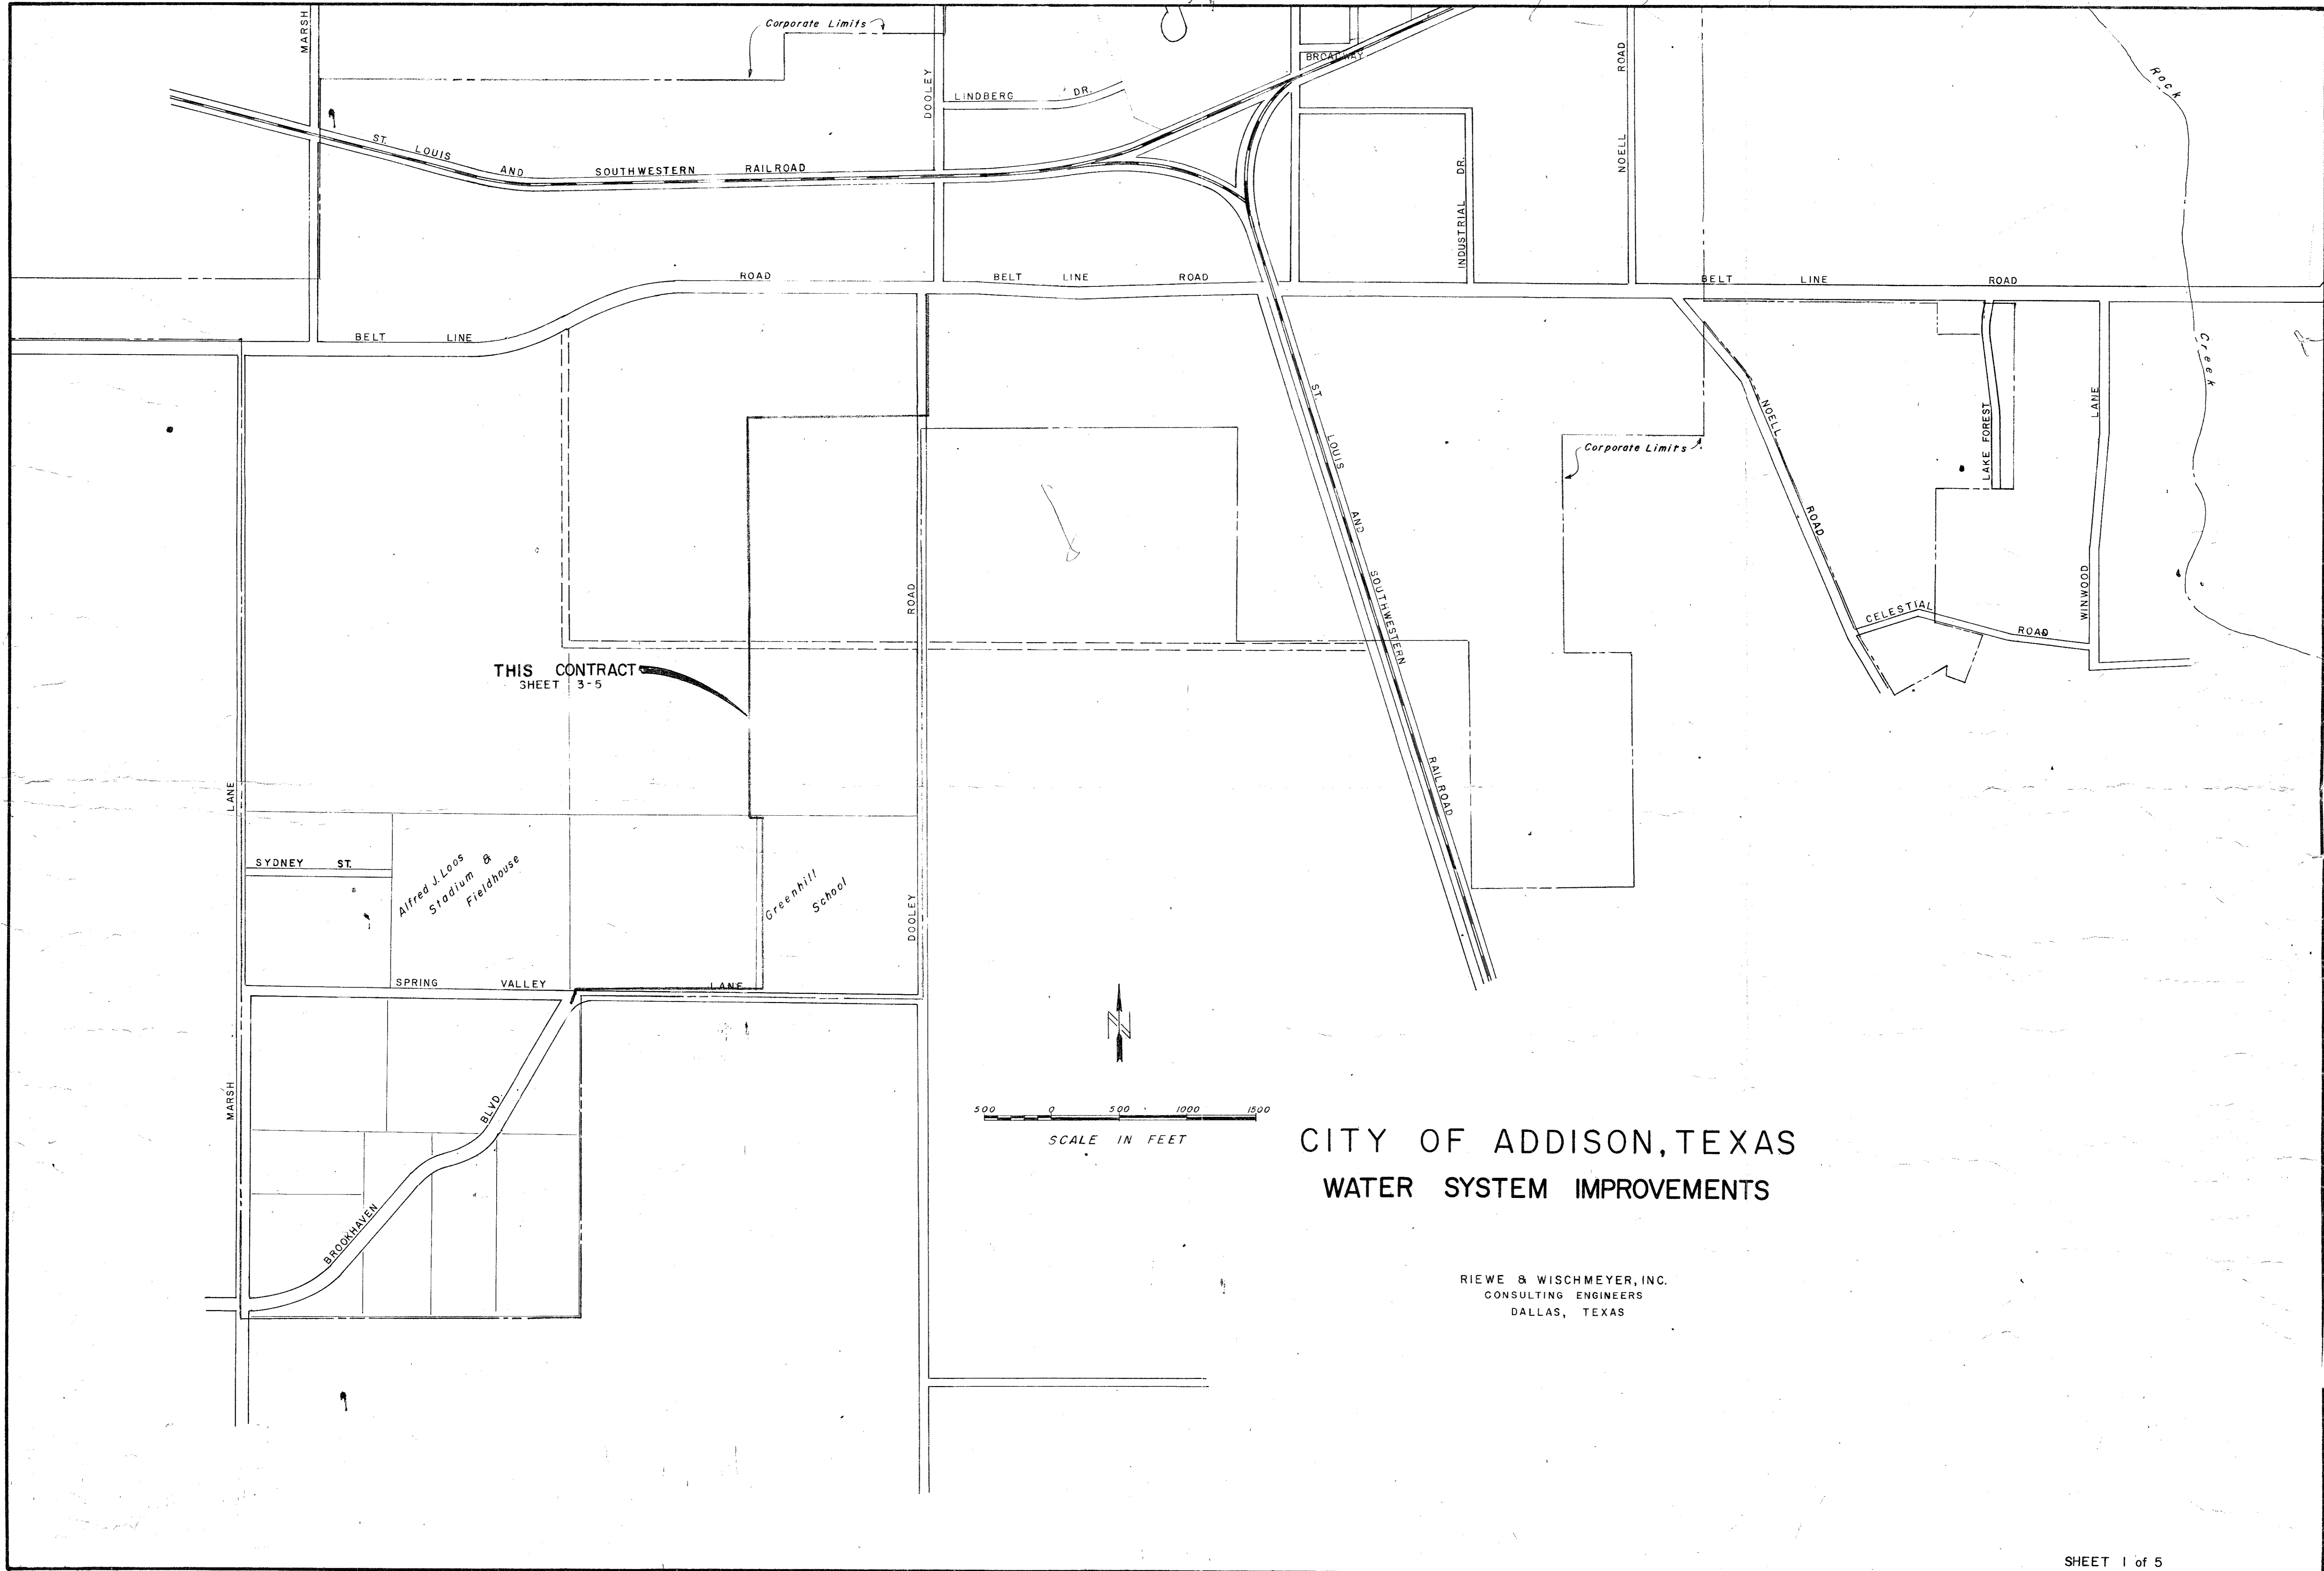 Corporate Limits
MARSH
BROADWAY
DOOLEY
LINDBERG DR.
NOELL ROAD
Rock Creek
ST. LOUIS AND SOUTHWESTERN RAILROAD
INDUSTRIAL DR.
BELT LINE ROAD
BELT LINE ROAD
BELT LINE ROAD
ST. LOUIS AND SOUTHWESTERN RAILROAD
Corporate Limits
NOELL ROAD
LAKE FOREST
WINWOOD LANE
CELESTIAL ROAD
THIS CONTRACT
SHEET 3-5
MARSH LANE
DOOLEY ROAD
SYDNEY ST.
Alfred J. Loos
Stadium &
Fieldhouse
Greenhill
School
SPRING VALLEY LANE
BROOKHAVEN BLVD.
N
500 0 500 1000 1500
SCALE IN FEET
CITY OF ADDISON, TEXAS
WATER SYSTEM IMPROVEMENTS
RIEWE & WISCHMEYER, INC.
CONSULTING ENGINEERS
DALLAS, TEXAS
SHEET 1 of 5